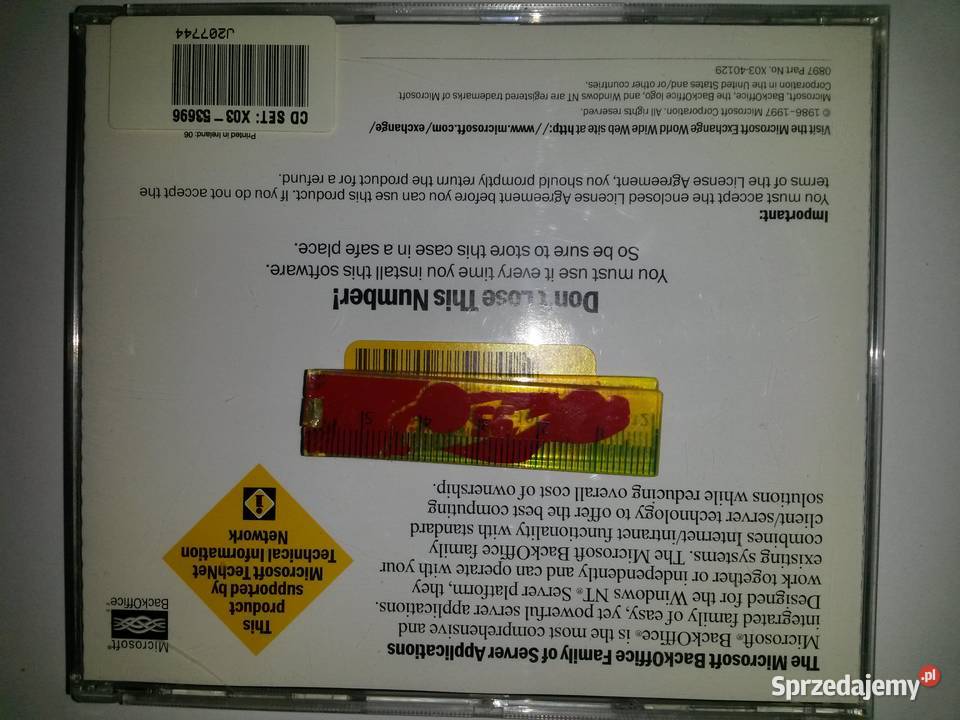 The Microsoft BackOffice Family of Server Applications
Microsoft® BackOffice® is the most comprehensive and
integrated family of easy, yet powerful server applications.
Designed for the Windows NT® Server platform, they
work together or independently and can operate with your
existing systems. The Microsoft BackOffice family
combines Internet/intranet functionality with standard
client/server technology to offer the best computing
solutions while reducing overall cost of ownership.
Microsoft®
BackOffice™
This
product
supported by
Microsoft TechNet
Technical Information
Network
i
Don't Lose This Number!
You must use it every time you install this software.
So be sure to store this case in a safe place.
Important:
You must accept the enclosed License Agreement before you can use this product. If you do not accept the
terms of the License Agreement, you should promptly return the product for a refund.
Visit the Microsoft Exchange World Wide Web site at http://www.microsoft.com/exchange/
© 1986–1997 Microsoft Corporation. All rights reserved.
Microsoft, BackOffice, the BackOffice logo, and Windows NT are registered trademarks of Microsoft
Corporation in the United States and/or other countries.
0897 Part No. X03-40129
Printed in Ireland: 06
CD SET: X03 – 53696
J207744
Sprzedajemy.pl